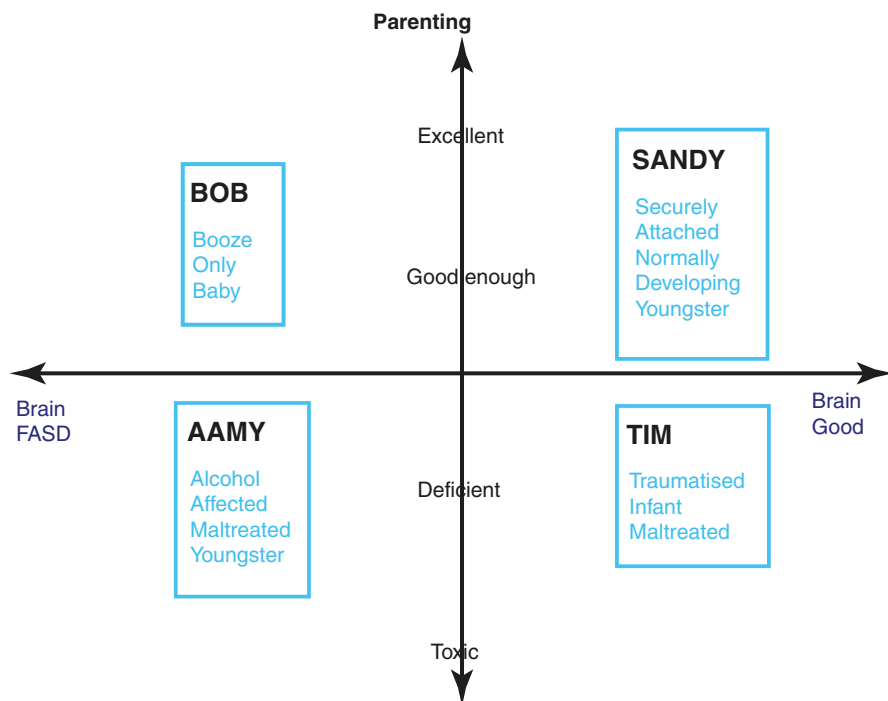 Parenting
Excellent
SANDY
Securely
Attached
Normally
Developing
Youngster
BOB
Booze
Only
Baby
Good enough
Brain
FASD
Brain
Good
AAMY
Alcohol
Affected
Maltreated
Youngster
Deficient
TIM
Traumatised
Infant
Maltreated
Toxic